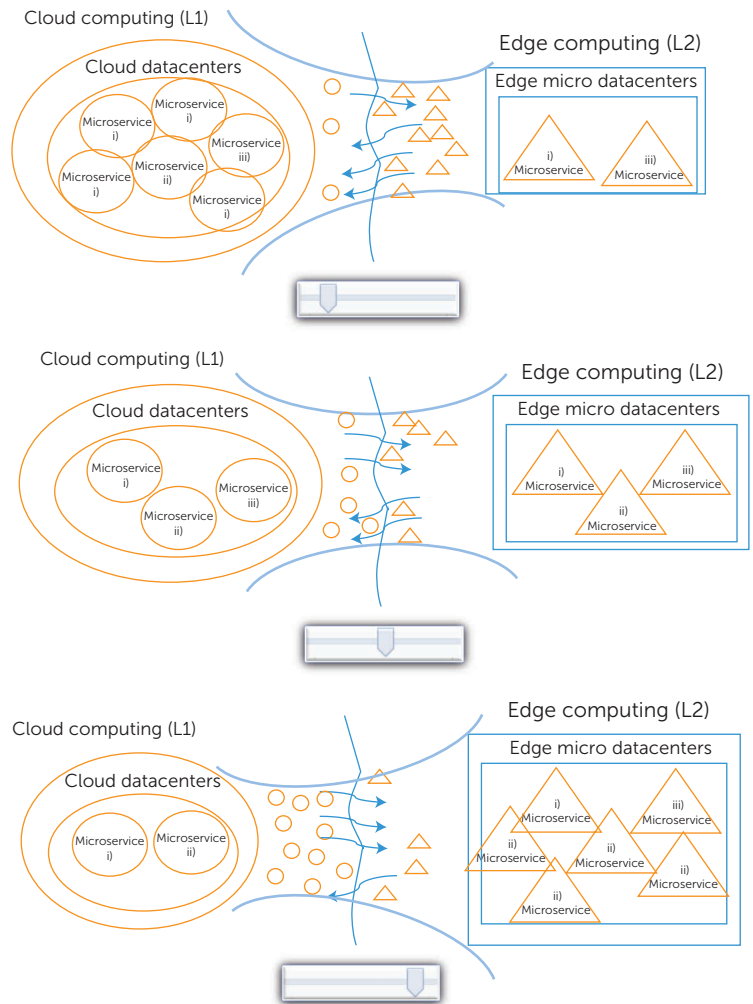 Cloud computing (L1)
Cloud datacenters
Microservice
i)
Microservice
i)
Microservice
iii)
Microservice
i)
Microservice
ii)
Microservice
i)
Edge computing (L2)
Edge micro datacenters
i)
Microservice
iii)
Microservice
Cloud computing (L1)
Cloud datacenters
Microservice
i)
Microservice
ii)
Microservice
iii)
Edge computing (L2)
Edge micro datacenters
i)
Microservice
ii)
Microservice
iii)
Microservice
Cloud computing (L1)
Cloud datacenters
Microservice
i)
Microservice
ii)
Edge computing (L2)
Edge micro datacenters
i)
Microservice
iii)
Microservice
ii)
Microservice
ii)
Microservice
ii)
Microservice
ii)
Microservice